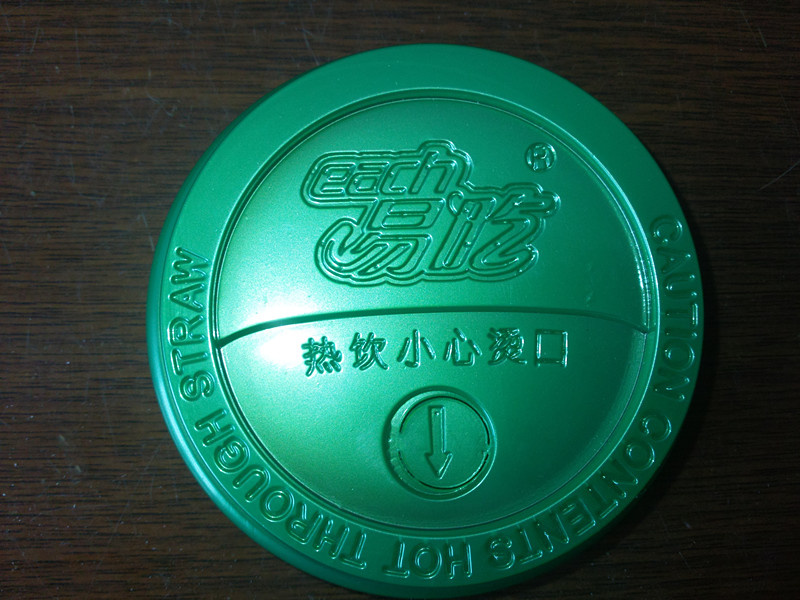 each
易吃
®
热饮小心烫口
CAUTION CONTENTS HOT THROUGH STRAW